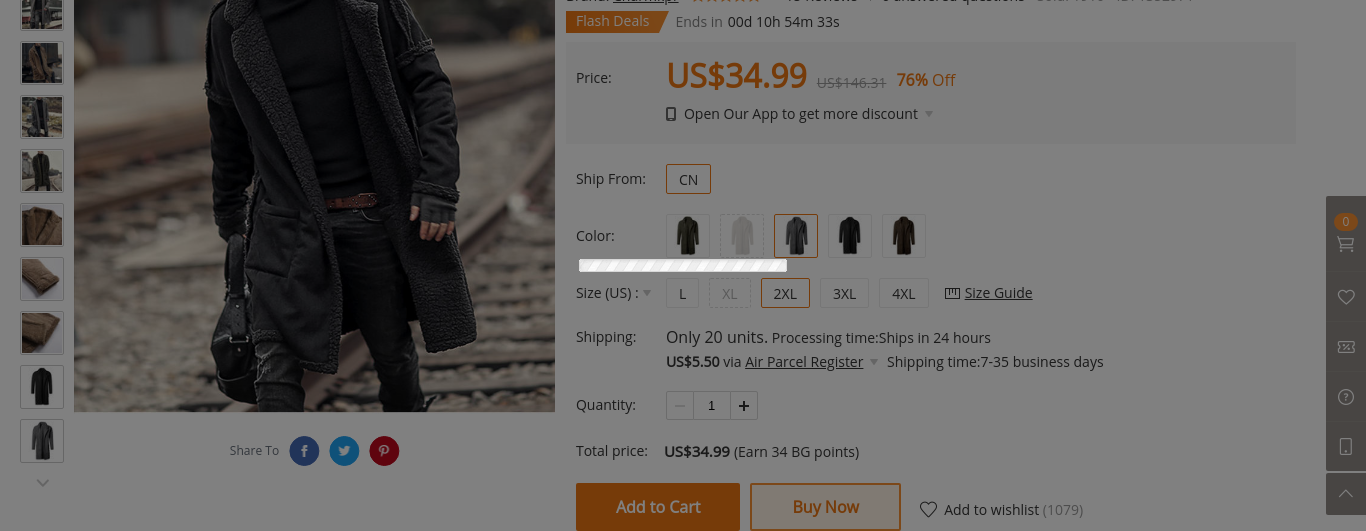 Flash Deals Ends in 00d 10h 54m 33s
Price: US$34.99 US$146.31 76% Off
Open Our App to get more discount
Ship From: CN
Color:
0
Size (US) : L XL 2XL 3XL 4XL Size Guide
Shipping: Only 20 units. Processing time:Ships in 24 hours
US$5.50 via Air Parcel Register Shipping time:7-35 business days
Quantity: 1
Share To
Total price: US$34.99 (Earn 34 BG points)
Add to Cart Buy Now Add to wishlist (1079)